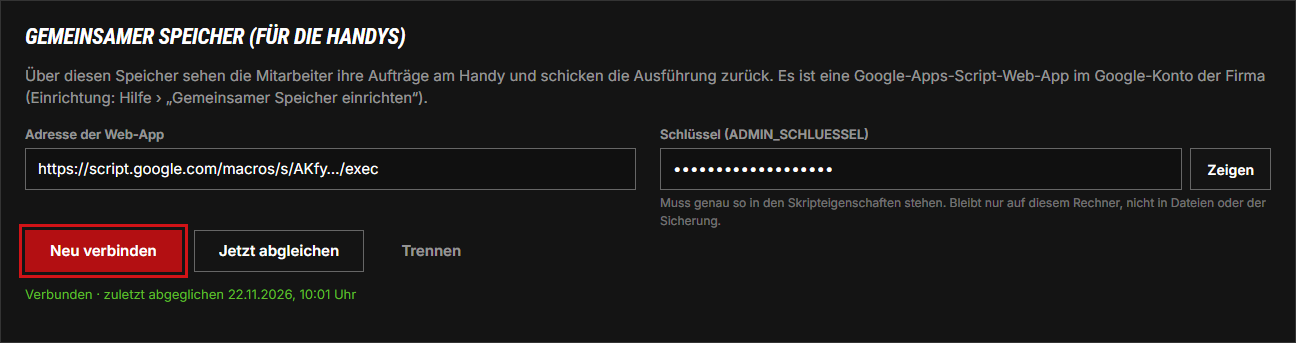 GEMEINSAMER SPEICHER (FÜR DIE HANDYS)
Über diesen Speicher sehen die Mitarbeiter ihre Aufträge am Handy und schicken die Ausführung zurück. Es ist eine Google-Apps-Script-Web-App im Google-Konto der Firma
(Einrichtung: Hilfe › „Gemeinsamer Speicher einrichten“).
Adresse der Web-App
https://script.google.com/macros/s/AKfy.../exec
Schlüssel (ADMIN_SCHLUESSEL)
•••••••••••••••••••
Zeigen
Muss genau so in den Skripteigenschaften stehen. Bleibt nur auf diesem Rechner, nicht in Dateien oder der
Sicherung.
Neu verbinden
Jetzt abgleichen
Trennen
Verbunden · zuletzt abgeglichen 22.11.2026, 10:01 Uhr